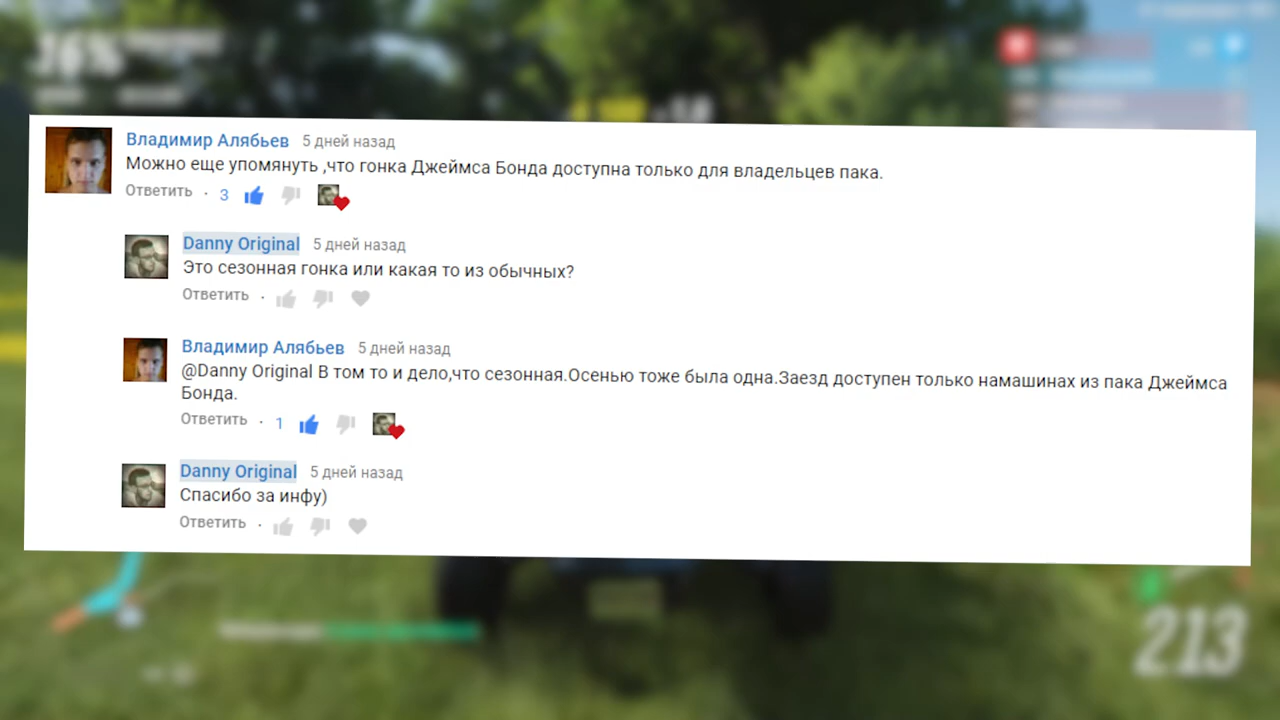 16%
Владимир Алябьев 5 дней назад
Можно еще упомянуть ,что гонка Джеймса Бонда доступна только для владельцев пака.
Ответить · 3
Danny Original 5 дней назад
Это сезонная гонка или какая то из обычных?
Ответить ·
Владимир Алябьев 5 дней назад
@Danny Original В том то и дело,что сезонная.Осенью тоже была одна.Заезд доступен только намашинах из пака Джеймса
Бонда.
Ответить · 1
Danny Original 5 дней назад
Спасибо за инфу)
Ответить ·
213